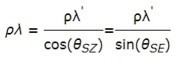 ρλ = ρλ' / cos(θSZ) = ρλ' / sin(θSE)